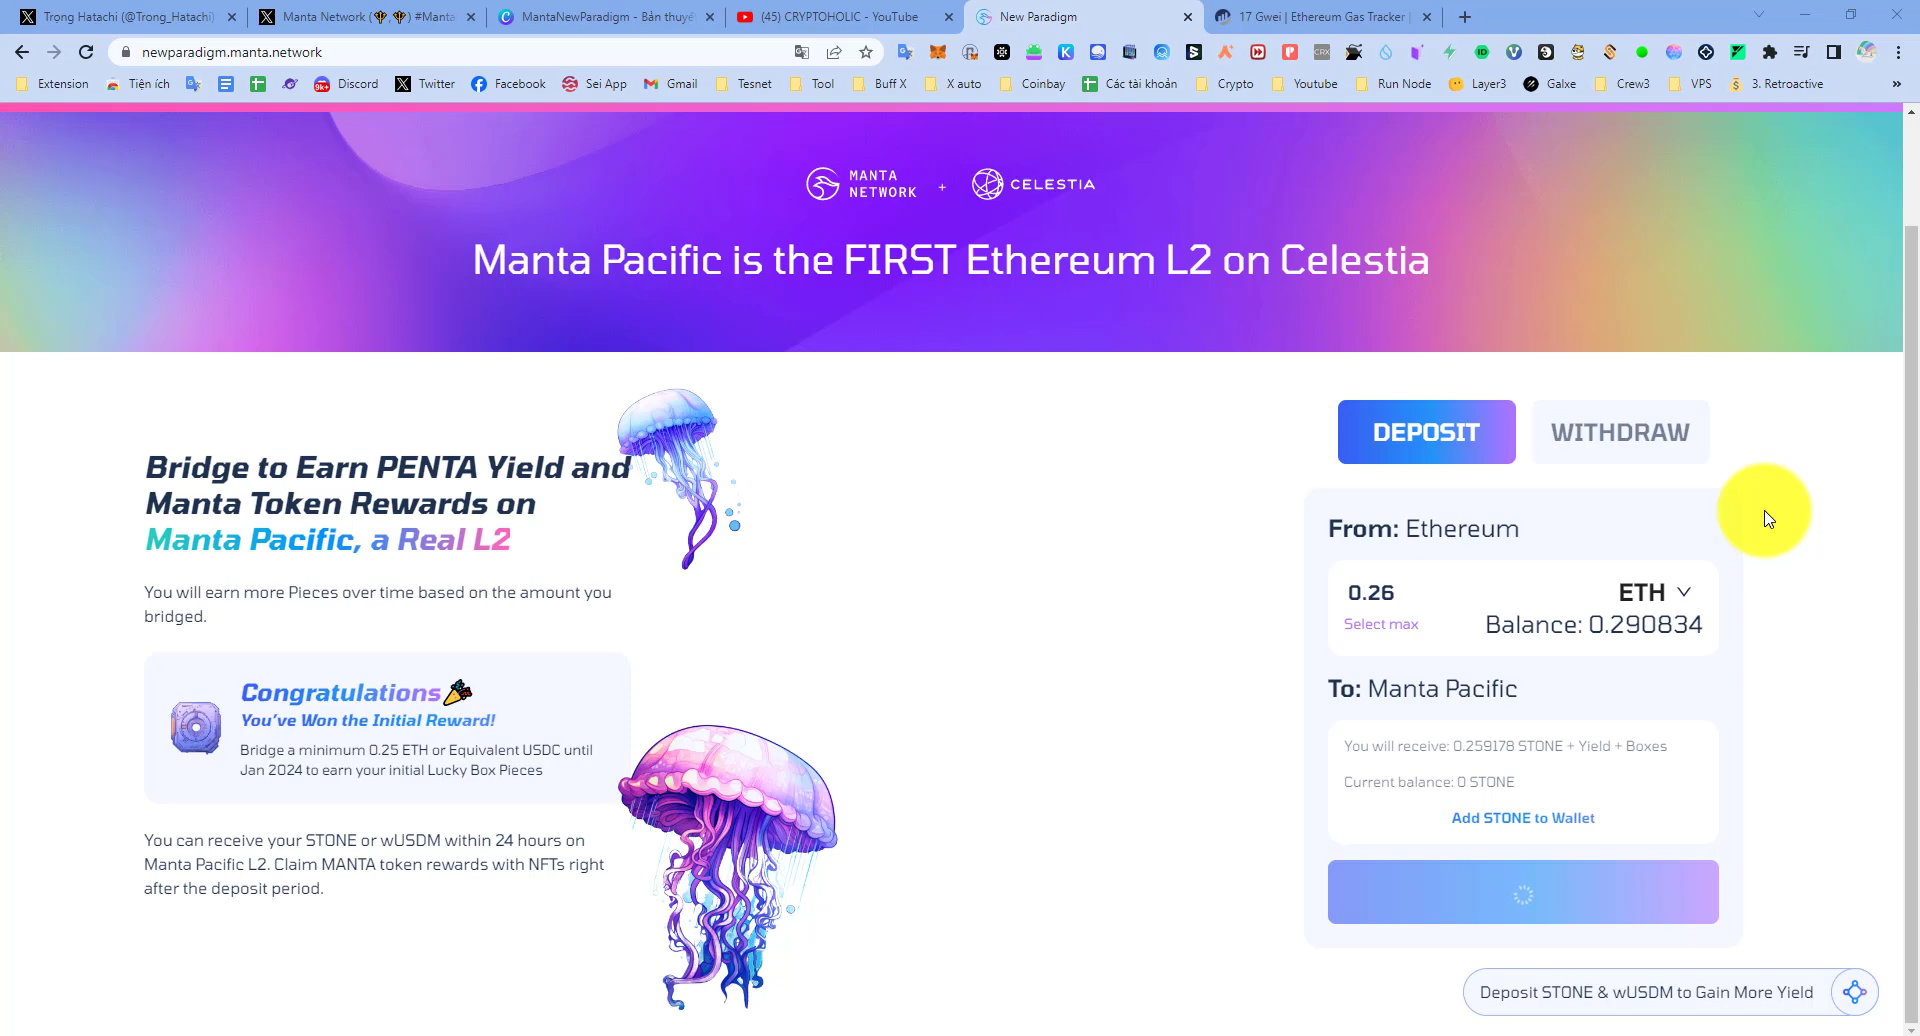 Trọng Hatachi (@Trong_Hatachi)
Manta Network (🔱,🔱) #Manta
MantaNewParadigm - Bản thuyế
(45) CRYPTOHOLIC - YouTube
New Paradigm
17 Gwei | Ethereum Gas Tracker |
newparadigm.manta.network
Extension
Tiện ích
Discord
Twitter
Facebook
Sei App
Gmail
Tesnet
Tool
Buff X
X auto
Coinbay
Các tài khoản
Crypto
Youtube
Run Node
Layer3
Galxe
Crew3
VPS
3. Retroactive
»
MANTA
NETWORK
+
CELESTIA
Manta Pacific is the FIRST Ethereum L2 on Celestia
Bridge to Earn PENTA Yield and
Manta Token Rewards on
Manta Pacific, a Real L2
You will earn more Pieces over time based on the amount you
bridged.
Congratulations🎉
You've Won the Initial Reward!
Bridge a minimum 0.25 ETH or Equivalent USDC until
Jan 2024 to earn your initial Lucky Box Pieces
You can receive your STONE or wUSDM within 24 hours on
Manta Pacific L2. Claim MANTA token rewards with NFTs right
after the deposit period.
DEPOSIT
WITHDRAW
From: Ethereum
0.26
ETH
Select max
Balance: 0.290834
To: Manta Pacific
You will receive: 0.259178 STONE + Yield + Boxes
Current balance: 0 STONE
Add STONE to Wallet
Deposit STONE & wUSDM to Gain More Yield